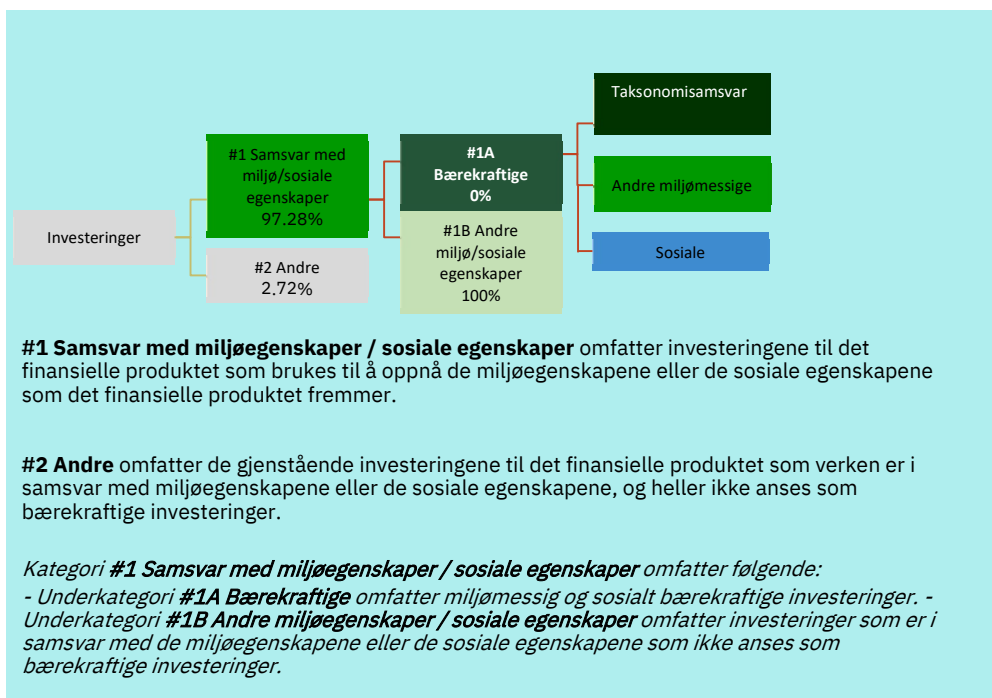 Investeringer
#1 Samsvar med
miljø/sosiale
egenskaper
97.28%
#2 Andre
2.72%
#1A
Bærekraftige
0%
#1B Andre
miljø/sosiale
egenskaper
100%
Taksonomisamsvar
Andre miljømessige
Sosiale
#1 Samsvar med miljøegenskaper / sosiale egenskaper omfatter investeringene til det
finansielle produktet som brukes til å oppnå de miljøegenskapene eller de sosiale egenskapene
som det finansielle produktet fremmer.
#2 Andre omfatter de gjenstående investeringene til det finansielle produktet som verken er i
samsvar med miljøegenskapene eller de sosiale egenskapene, og heller ikke anses som
bærekraftige investeringer.
Kategori #1 Samsvar med miljøegenskaper / sosiale egenskaper omfatter følgende:
- Underkategori #1A Bærekraftige omfatter miljømessig og sosialt bærekraftige investeringer. -
Underkategori #1B Andre miljøegenskaper / sosiale egenskaper omfatter investeringer som er i
samsvar med de miljøegenskapene eller de sosiale egenskapene som ikke anses som
bærekraftige investeringer.